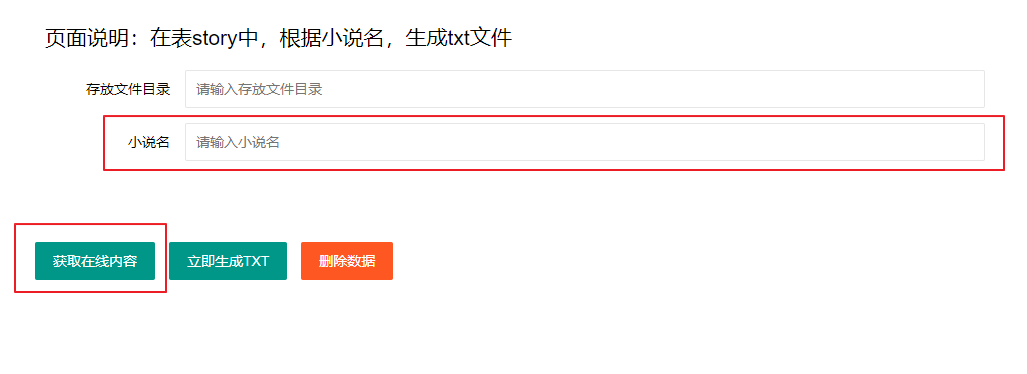 页面说明：在表story中，根据小说名，生成txt文件
存放文件目录 请输入存放文件目录
小说名 请输入小说名
获取在线内容 立即生成TXT 删除数据